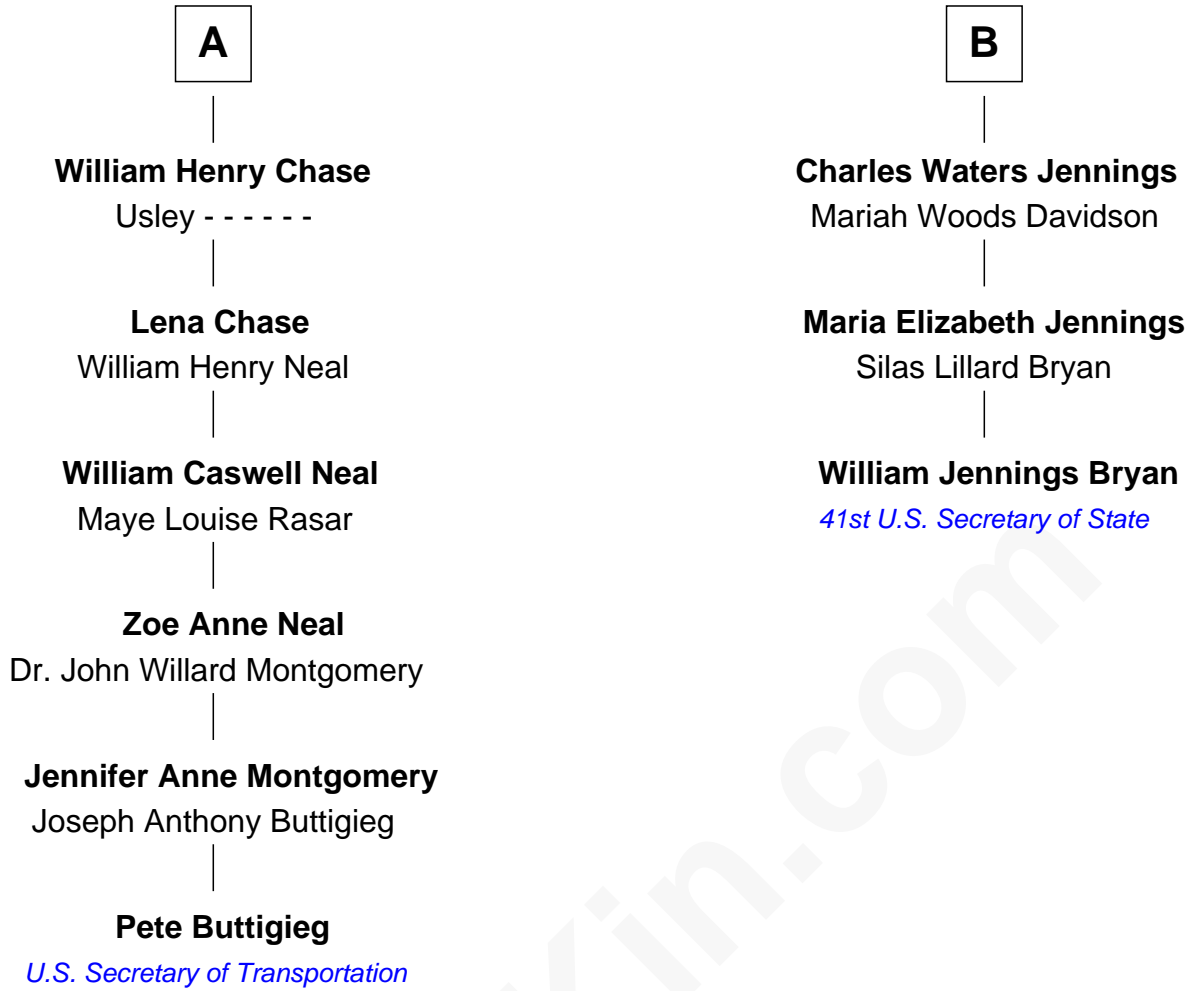 A
William Henry Chase
Usley - - - - - -
Lena Chase
William Henry Neal
William Caswell Neal
Maye Louise Rasar
Zoe Anne Neal
Dr. John Willard Montgomery
Jennifer Anne Montgomery
Joseph Anthony Buttigieg
Pete Buttigieg
U.S. Secretary of Transportation
B
Charles Waters Jennings
Mariah Woods Davidson
Maria Elizabeth Jennings
Silas Lillard Bryan
William Jennings Bryan
41st U.S. Secretary of State